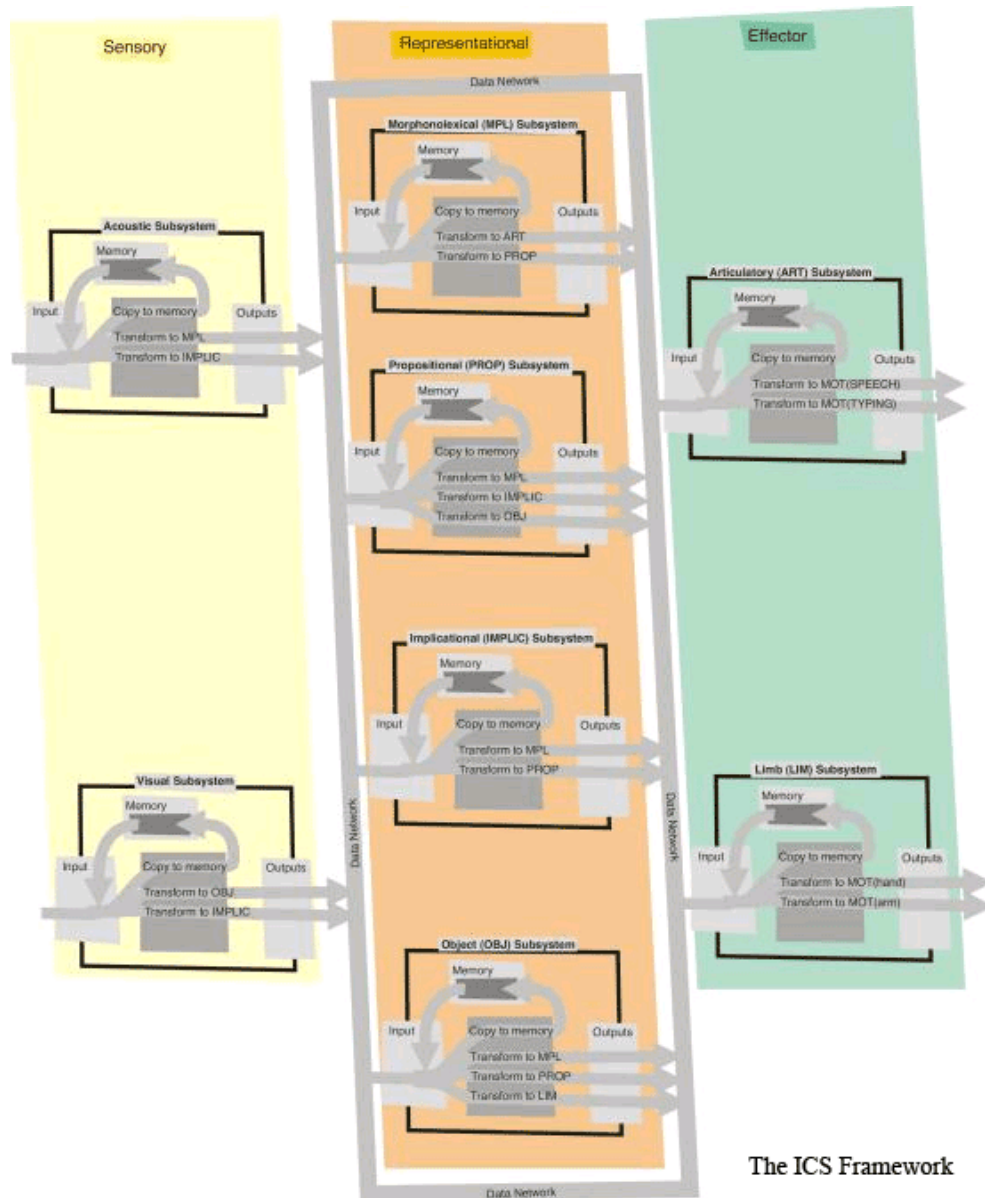 Sensory
Representational
Effector
Data Network
Morphonolexical (MPL) Subsystem
Memory
Input
Copy to memory
Outputs
Transform to ART
Transform to PROP
Acoustic Subsystem
Memory
Input
Copy to memory
Outputs
Transform to MPL
Transform to IMPLIC
Articulatory (ART) Subsystem
Memory
Input
Copy to memory
Outputs
Transform to MOT(SPEECH)
Transform to MOT(TYPING)
Propositional (PROP) Subsystem
Memory
Input
Copy to memory
Outputs
Transform to MPL
Transform to IMPLIC
Transform to OBJ
Implicational (IMPLIC) Subsystem
Memory
Input
Copy to memory
Outputs
Transform to MPL
Transform to PROP
Data Network
Data Network
Visual Subsystem
Memory
Input
Copy to memory
Outputs
Transform to OBJ
Transform to IMPLIC
Limb (LIM) Subsystem
Memory
Input
Copy to memory
Outputs
Transform to MOT(hand)
Transform to MOT(arm)
Object (OBJ) Subsystem
Memory
Input
Copy to memory
Outputs
Transform to MPL
Transform to PROP
Transform to LIM
Data Network
The ICS Framework